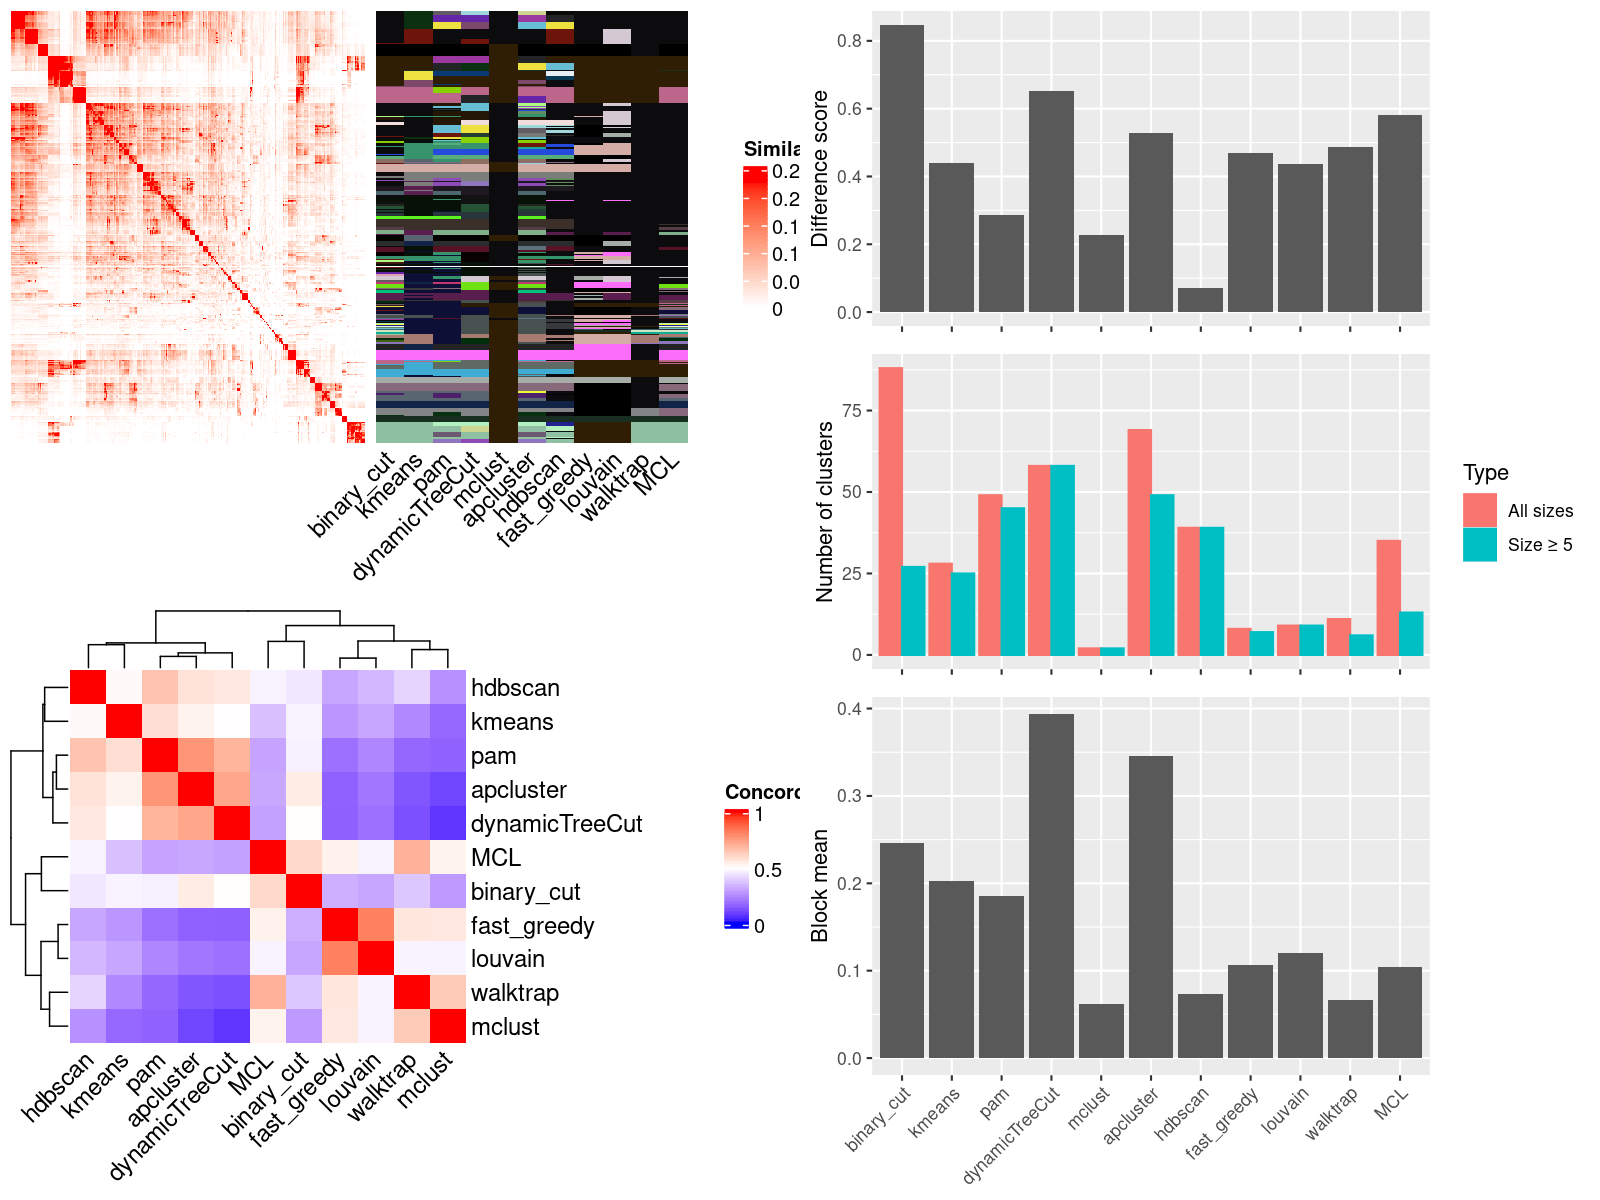 Simila
0.2
0.2
0.1
0.1
0.0
0
binary_cut
kmeans
pam
dynamicTreeCut
mclust
apcluster
hdbscan
fast_greedy
louvain
walktrap
MCL
hdbscan
kmeans
pam
apcluster
dynamicTreeCut
MCL
binary_cut
fast_greedy
louvain
walktrap
mclust
hdbscan
kmeans
pam
apcluster
dynamicTreeCut
MCL
binary_cut
fast_greedy
louvain
walktrap
mclust
Concord
1
0.5
0
Difference score
0.8
0.6
0.4
0.2
0.0
Number of clusters
75
50
25
0
Type
All sizes
Size ≥ 5
Block mean
0.4
0.3
0.2
0.1
0.0
binary_cut
kmeans
pam
dynamicTreeCut
mclust
apcluster
hdbscan
fast_greedy
louvain
walktrap
MCL